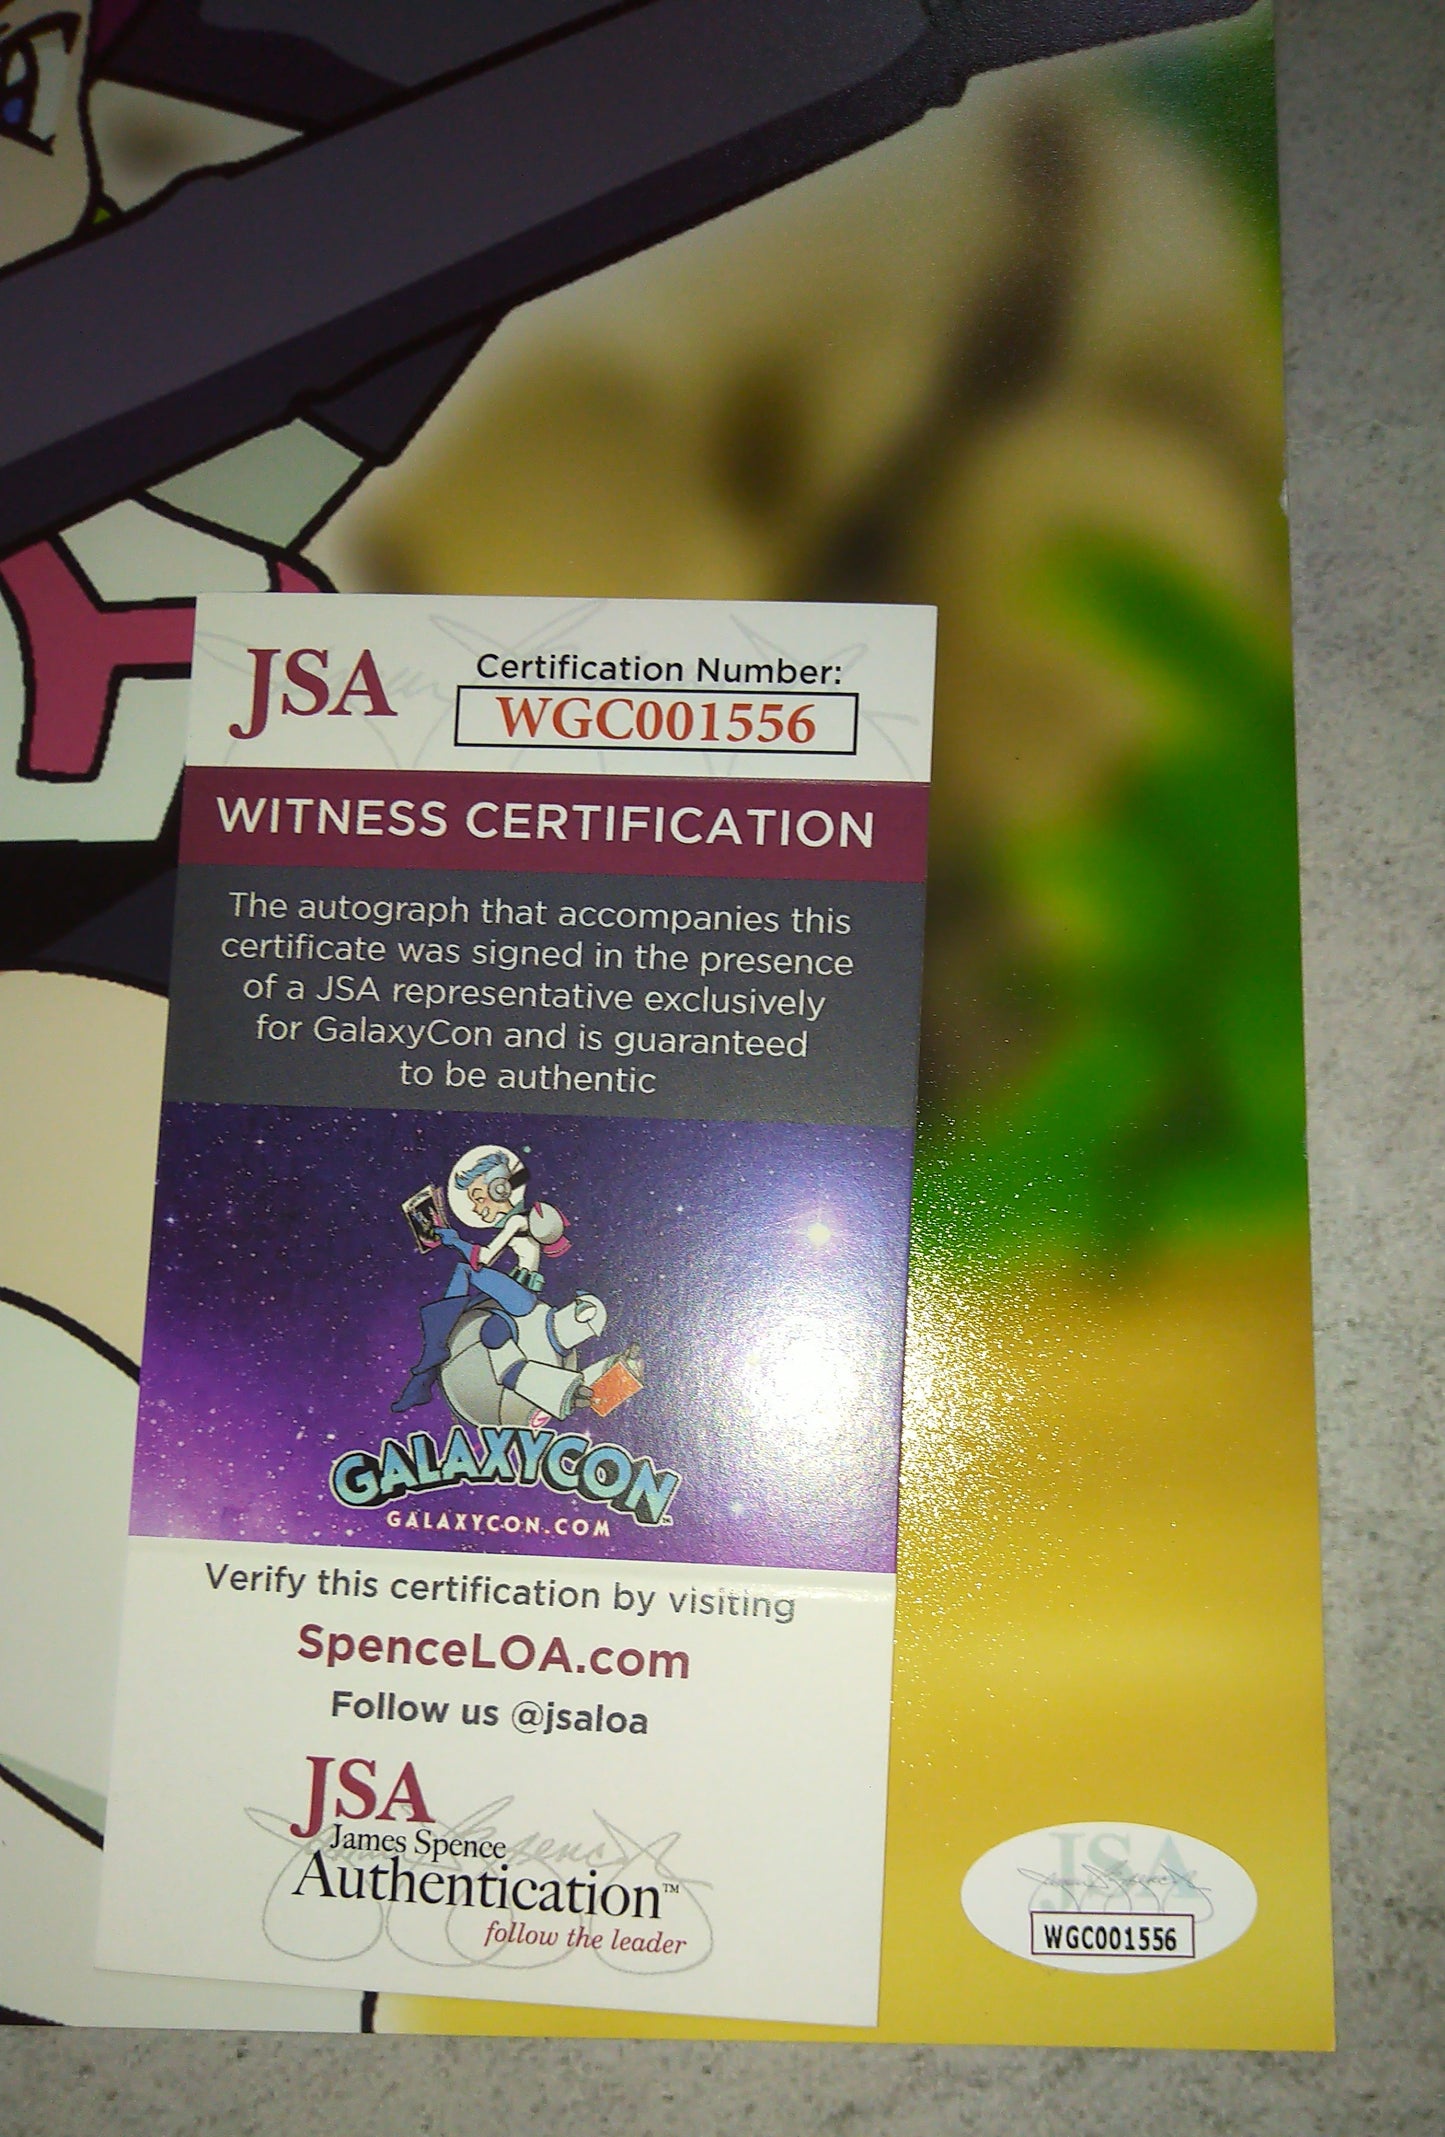 JSA
Certification Number:
WGC001556
WITNESS CERTIFICATION
The autograph that accompanies this
certificate was signed in the presence
of a JSA representative exclusively
for GalaxyCon and is guaranteed
to be authentic
GALAXYCON
GALAXYCON.COM
Verify this certification by visiting
SpenceLOA.com
Follow us @jsaloa
JSA
James Spence
Authentication™
follow the leader
JSA
WGC001556